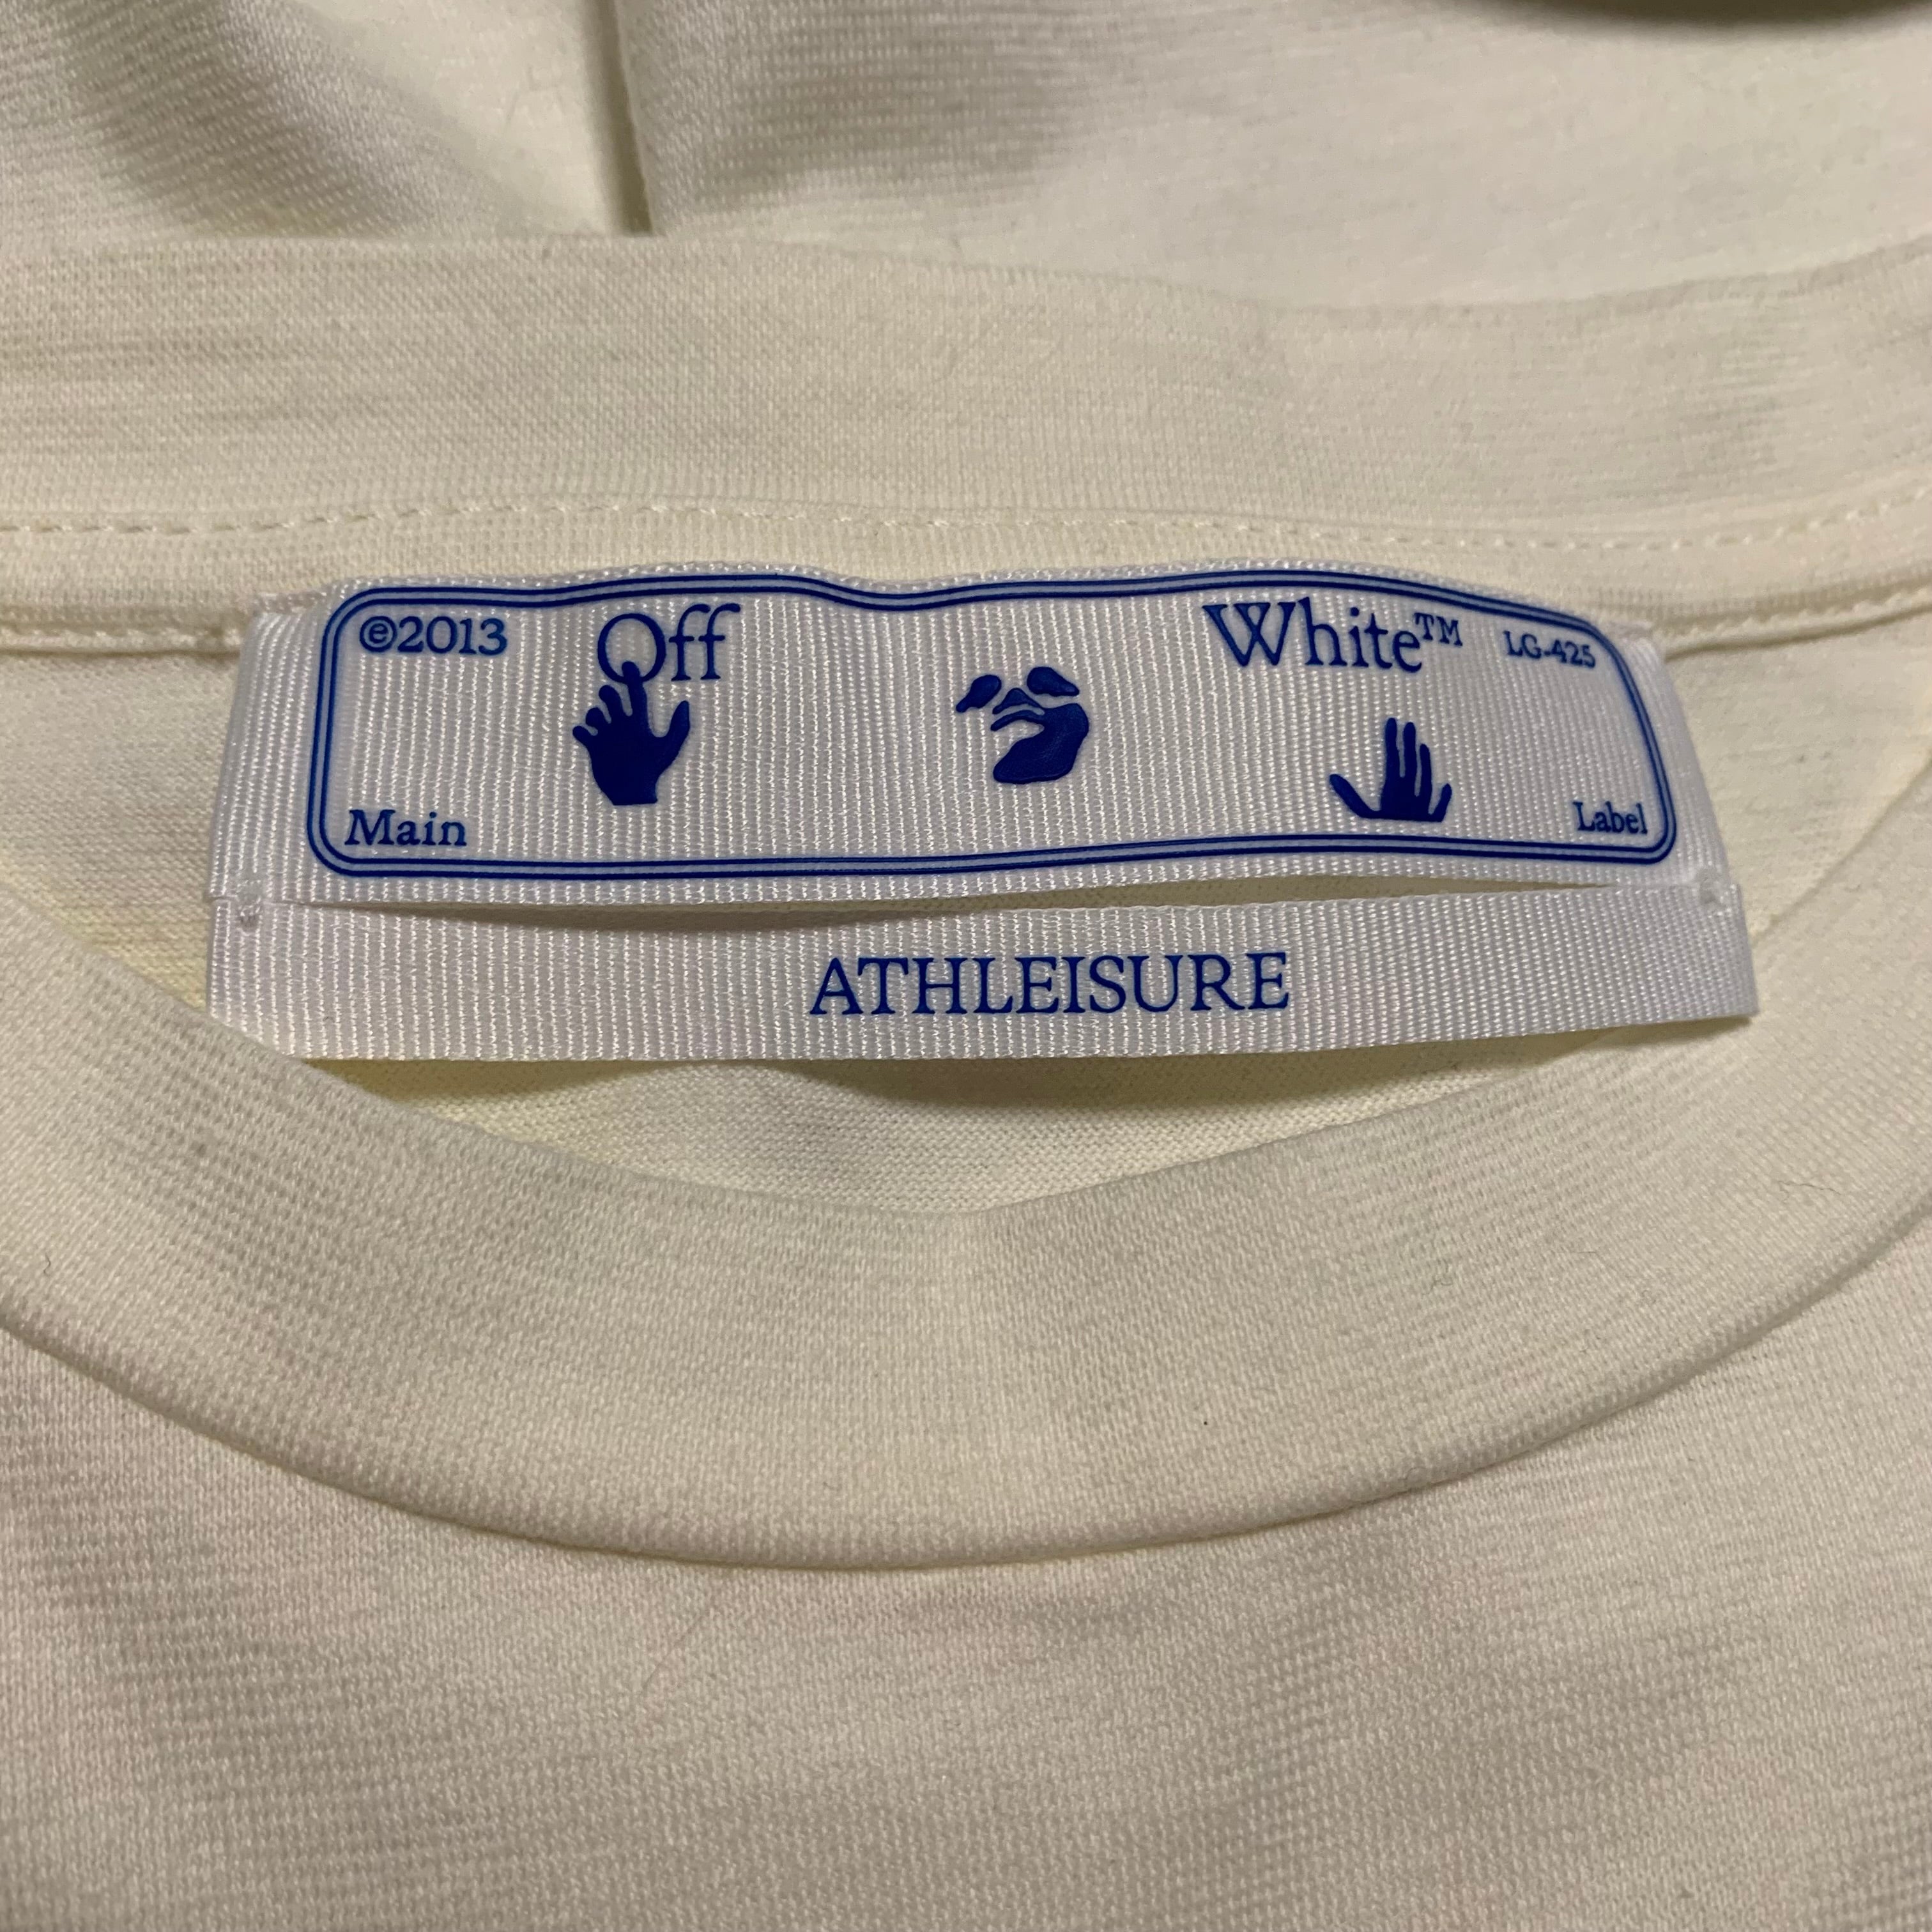 ©2013 Off White™ LG-425
Main Label
ATHLEISURE